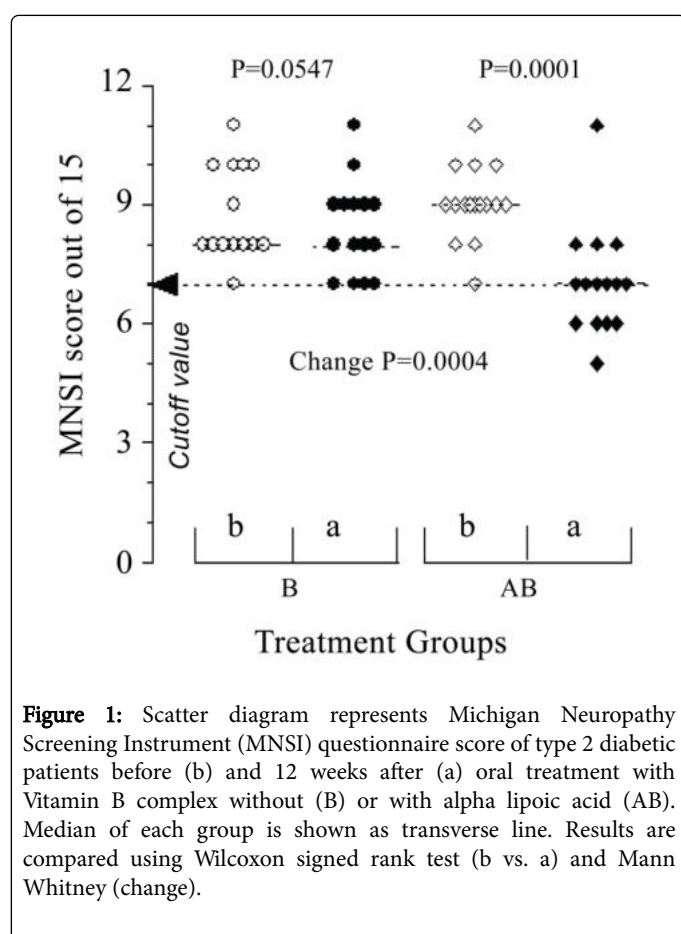 P=0.0547 P=0.0001
12
9
6
3
0
MNSI score out of 15
Cutoff value
Change P=0.0004
b a b a
B AB
Treatment Groups
Figure 1: Scatter diagram represents Michigan Neuropathy
Screening Instrument (MNSI) questionnaire score of type 2 diabetic
patients before (b) and 12 weeks after (a) oral treatment with
Vitamin B complex without (B) or with alpha lipoic acid (AB).
Median of each group is shown as transverse line. Results are
compared using Wilcoxon signed rank test (b vs. a) and Mann
Whitney (change).